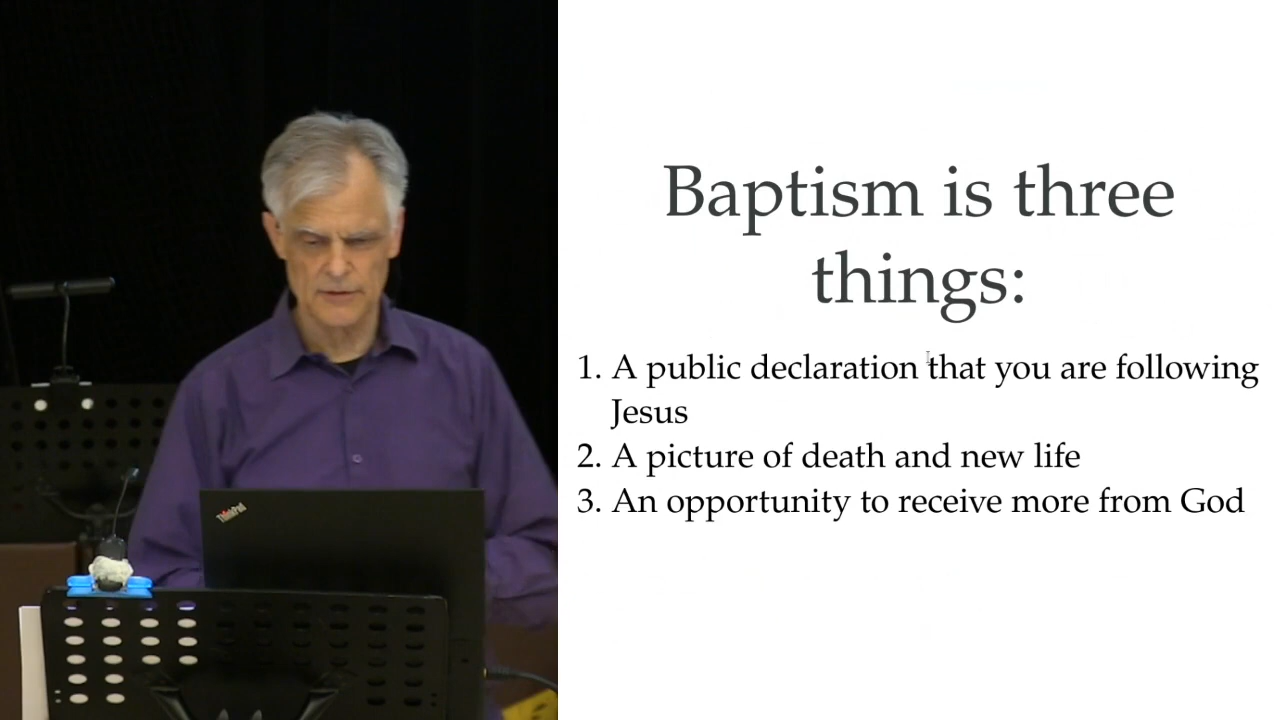 Baptism is three
things:
1. A public declaration that you are following
Jesus
2. A picture of death and new life
3. An opportunity to receive more from God
ThinkPad